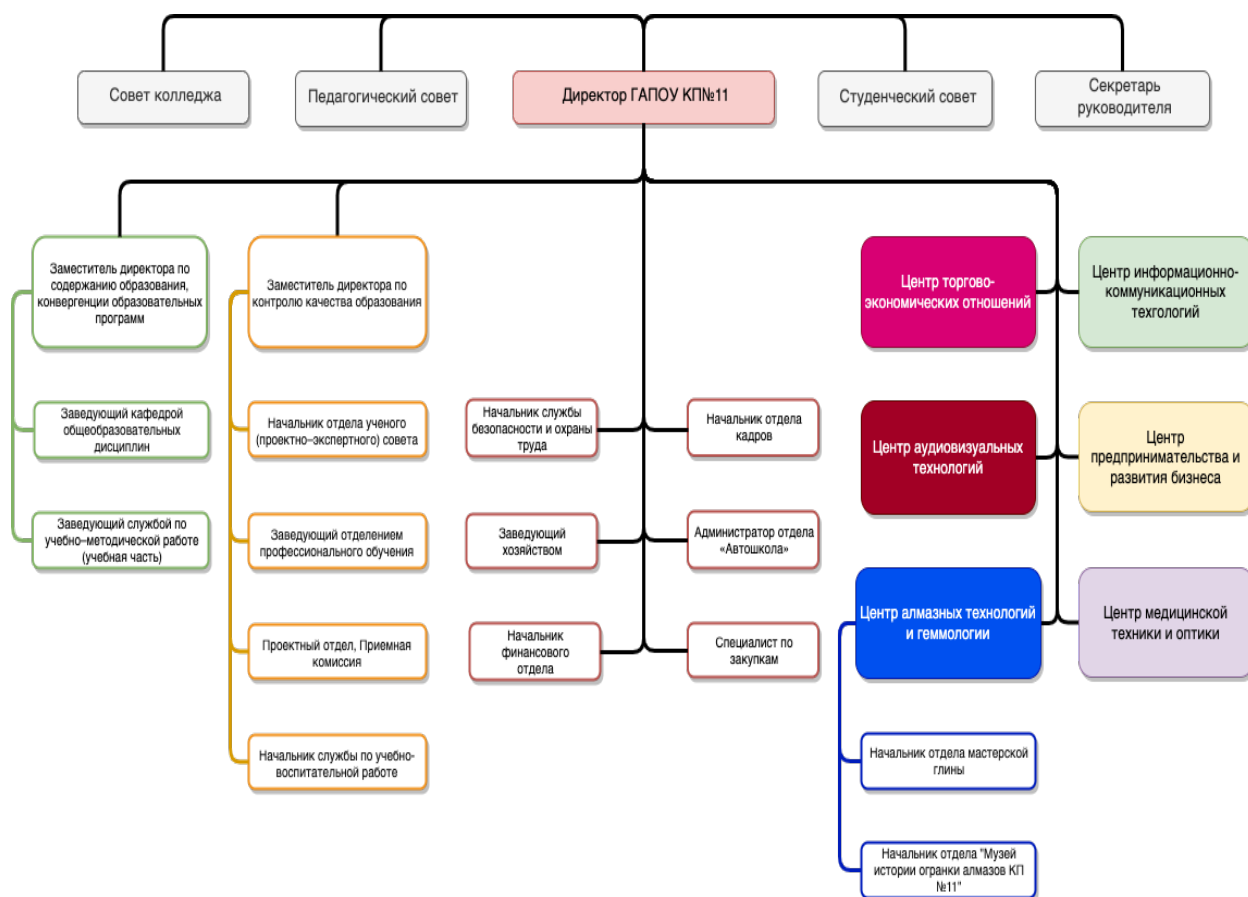 Совет колледжа
Педагогический совет
Директор ГАПОУ КП№11
Студенческий совет
Секретарь
руководителя
Заместитель директора по
содержанию образования,
конвергенции образовательных
программ
Заместитель директора по
контролю качества образования
Центр торгово-
экономических отношений
Центр информационно-
коммуникационных
техгологий
Заведующий кафедрой
общеобразовательных
дисциплин
Начальник отдела ученого
(проектно–экспертного) совета
Начальник службы
безопасности и охраны
труда
Начальник отдела
кадров
Центр аудиовизуальных
технологий
Центр
предпринимательства и
развития бизнеса
Заведующий службой по
учебно–методической работе
(учебная часть)
Заведующий отделением
профессионального обучения
Заведующий
хозяйством
Администратор отдела
«Автошкола»
Центр алмазных технологий
и геммологии
Центр медицинской
техники и оптики
Проектный отдел, Приемная
комиссия
Начальник
финансового
отдела
Специалист по
закупкам
Начальник службы по учебно-
воспитательной работе
Начальник отдела мастерской
глины
Начальник отдела "Музей
истории огранки алмазов КП
№11"